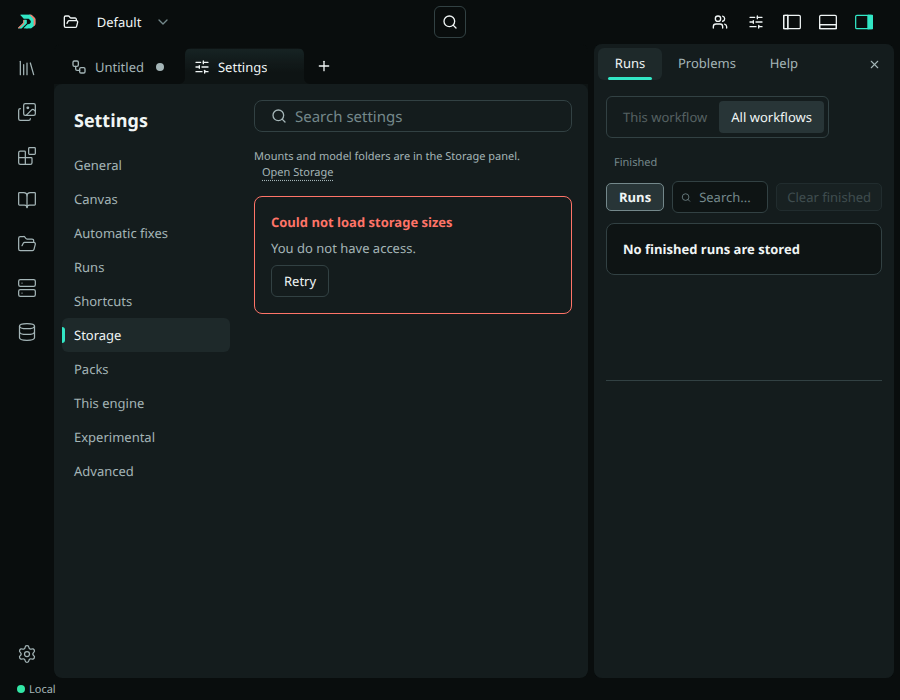 Default
Untitled
Settings
Runs
Problems
Help
Settings
General
Canvas
Automatic fixes
Runs
Shortcuts
Storage
Packs
This engine
Experimental
Advanced
Search settings
Mounts and model folders are in the Storage panel.
Open Storage
Could not load storage sizes
You do not have access.
Retry
This workflow
All workflows
Finished
Runs
Search...
Clear finished
No finished runs are stored
Local